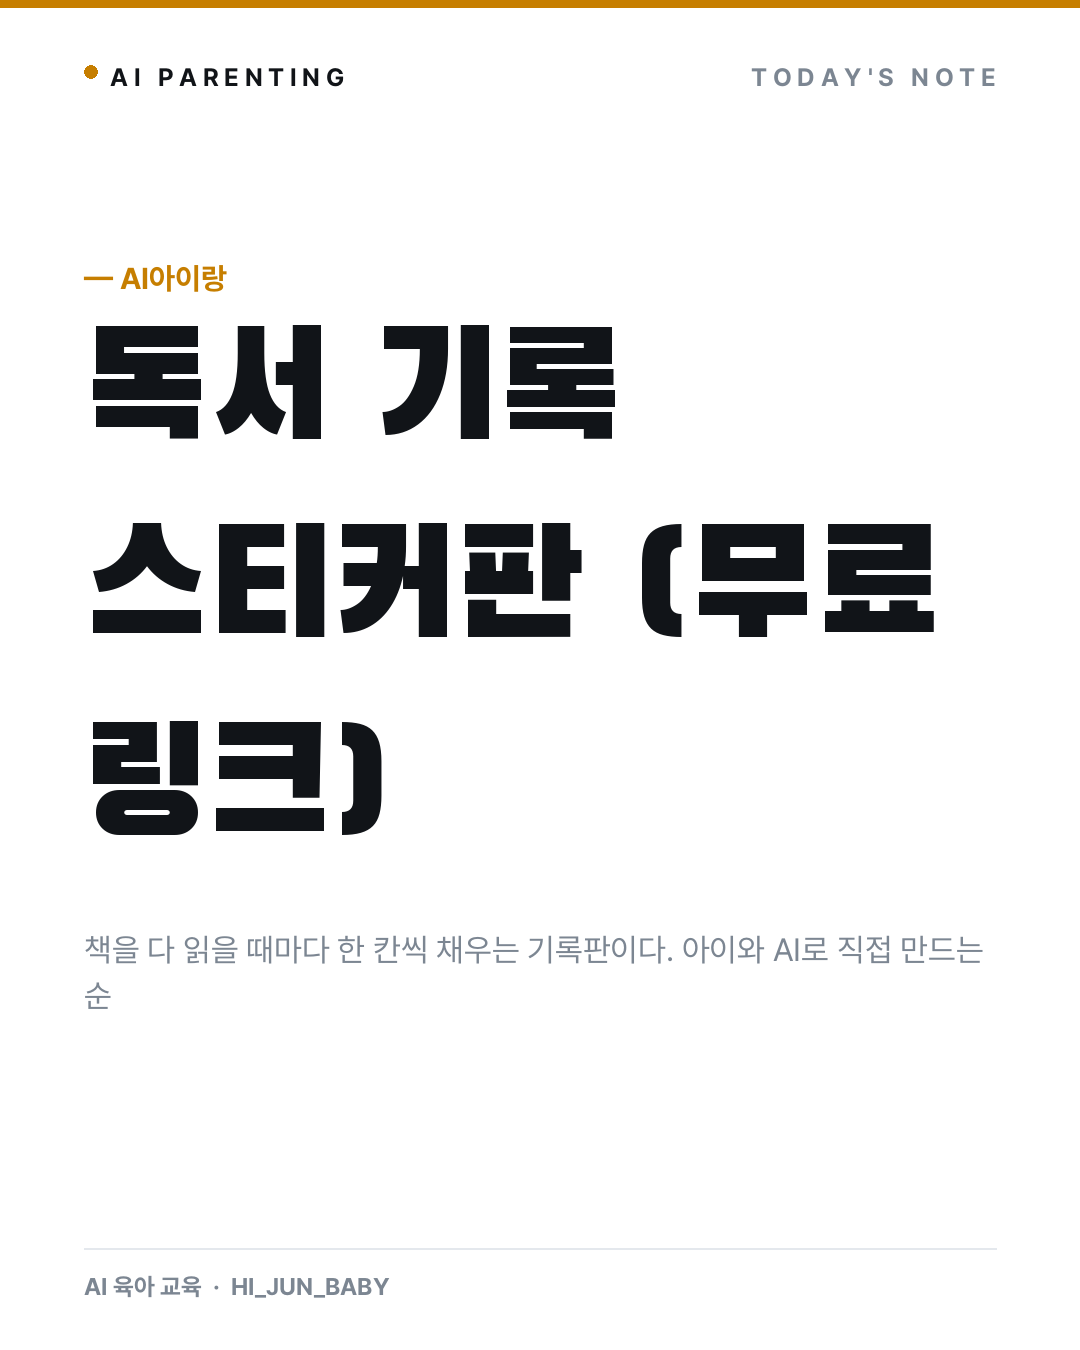 AI PARENTING
TODAY'S NOTE
— AI아이랑
독서 기록
스티커판 (무료
링크)
책을 다 읽을 때마다 한 칸씩 채우는 기록판이다. 아이와 AI로 직접 만드는
순
AI 육아 교육 · HI_JUN_BABY